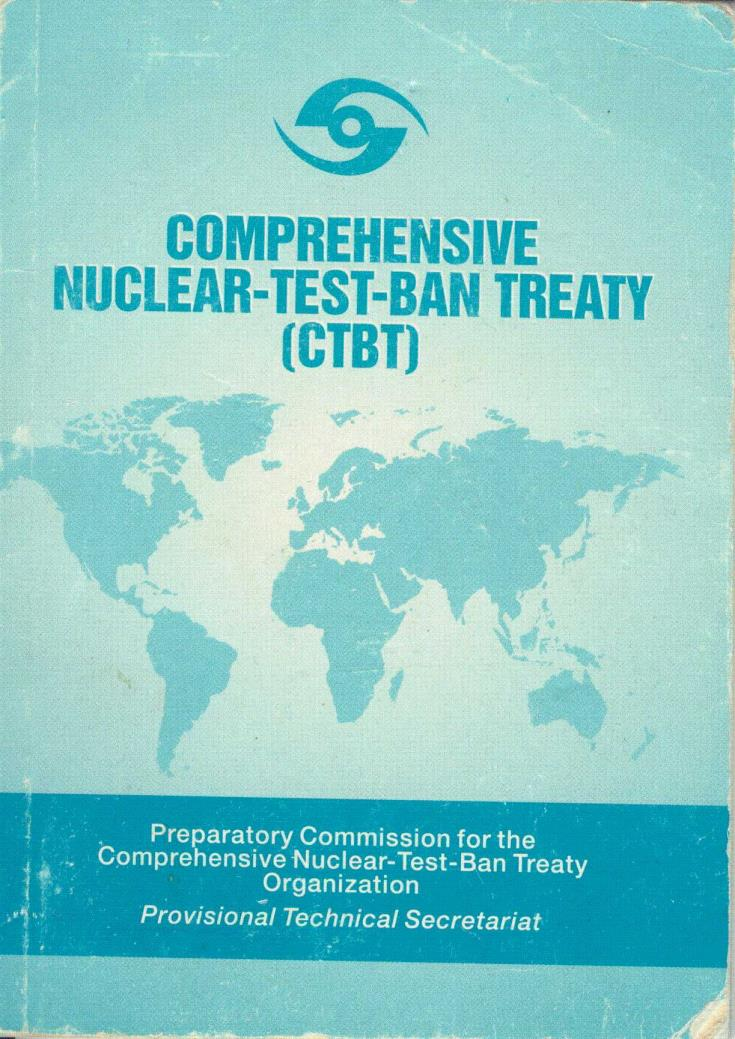 COMPREHENSIVE
NUCLEAR-TEST-BAN TREATY
(CTBT)
Preparatory Commission for the
Comprehensive Nuclear-Test-Ban Treaty
Organization
Provisional Technical Secretariat